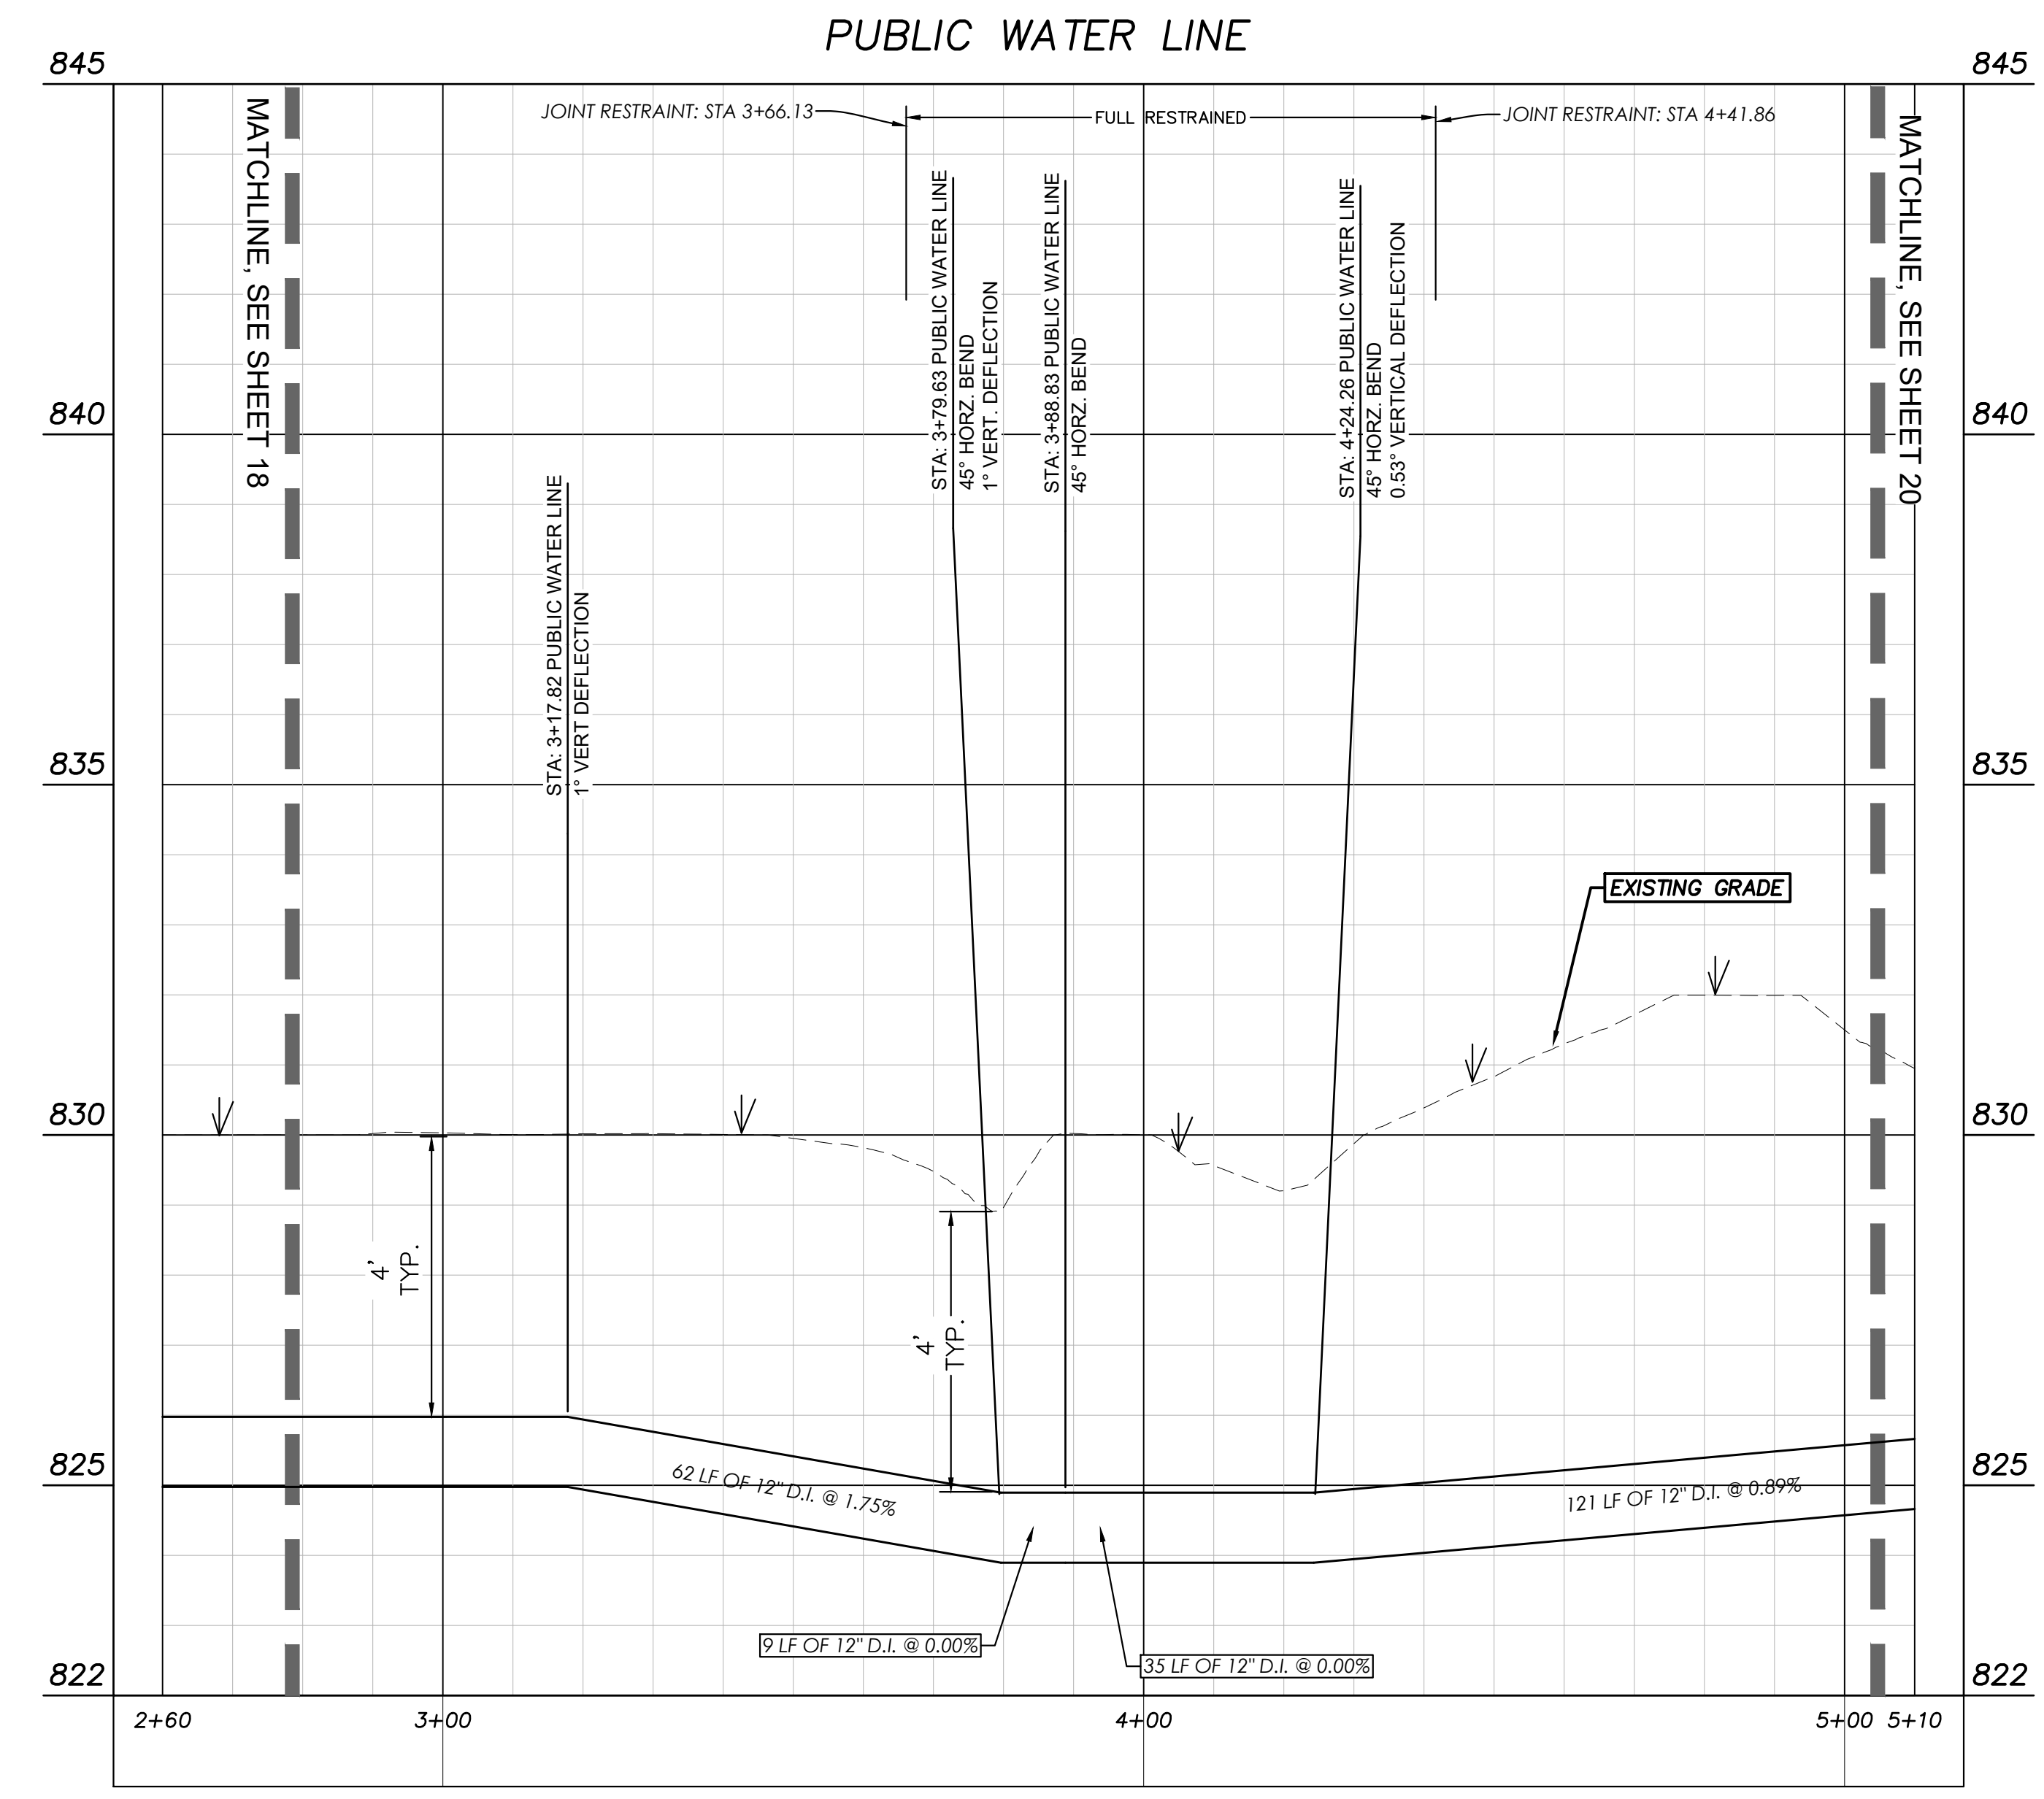 PUBLIC WATER LINE
845
845
JOINT RESTRAINT: STA 3+66.13
FULL RESTRAINED
JOINT RESTRAINT: STA 4+41.86
MATCHLINE, SEE SHEET 18
MATCHLINE, SEE SHEET 20
STA: 3+79.63 PUBLIC WATER LINE
45° HORZ. BEND
1° VERT. DEFLECTION
STA: 3+88.83 PUBLIC WATER LINE
45° HORZ. BEND
STA: 4+24.26 PUBLIC WATER LINE
45° HORZ. BEND
0.53° VERTICAL DEFLECTION
840
840
STA: 3+17.82 PUBLIC WATER LINE
1° VERT DEFLECTION
835
835
EXISTING GRADE
830
830
4'
TYP.
4'
TYP.
825
825
62 LF OF 12" D.I. @ 1.75%
121 LF OF 12" D.I. @ 0.89%
9 LF OF 12" D.I. @ 0.00%
35 LF OF 12" D.I. @ 0.00%
822
822
2+60
3+00
4+00
5+00
5+10